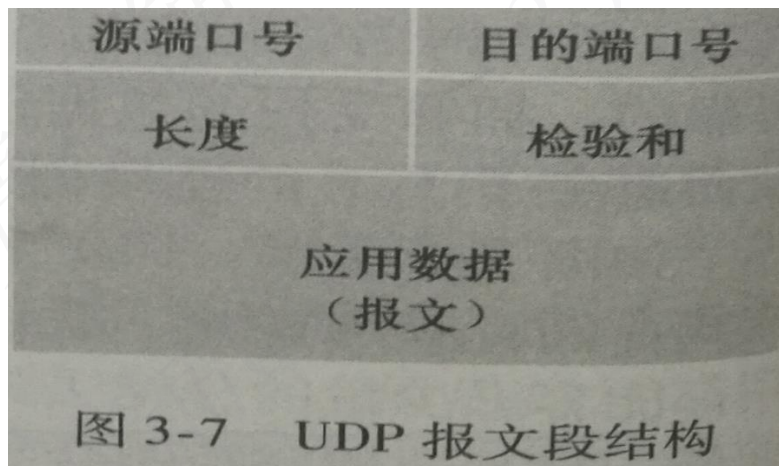 源端口号 目的端口号
长度 检验和
应用数据
（报文）
图 3-7 UDP 报文段结构